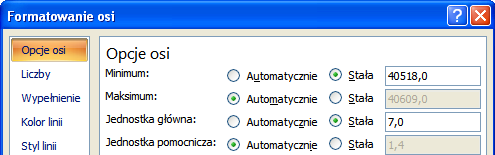 Formatowanie osi
Opcje osi
Liczby
Wypełnienie
Kolor linii
Styl linii
Opcje osi
Minimum: Automatycznie Stała 40518,0
Maksimum: Automatycznie Stała 40609,0
Jednostka główna: Automatycznie Stała 7,0
Jednostka pomocnicza: Automatycznie Stała 1,4